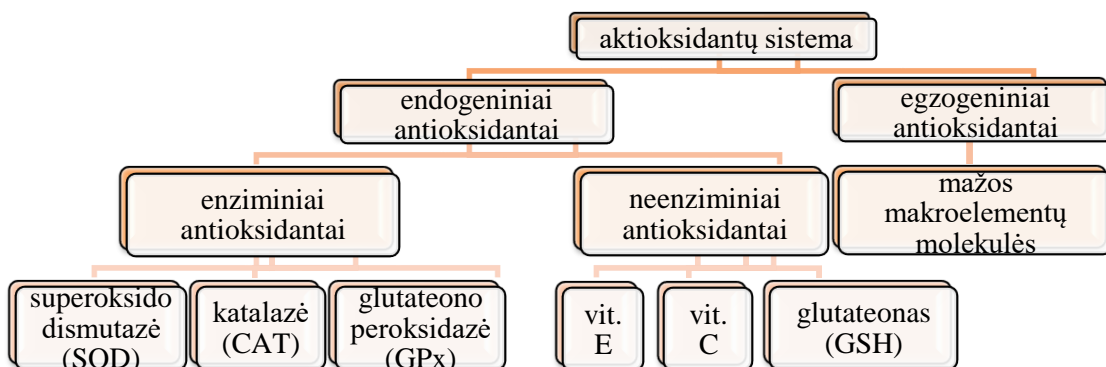 aktioksidantų sistema
endogeniniai
antioksidantai
egzogeniniai
antioksidantai
enziminiai
antioksidantai
neenziminiai
antioksidantai
mažos
makroelementų
molekulės
superoksido
dismutazė
(SOD)
katalazė
(CAT)
glutateono
peroksidazė
(GPx)
vit.
E
vit.
C
glutateonas
(GSH)